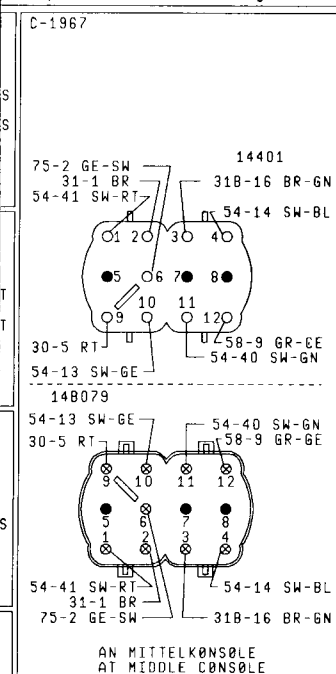 C-1967
14401
75-2 GE-SW
31-1 BR
31B-16 BR-GN
54-41 SW-RT
54-14 SW-BL
1 2 3 4
5 6 7 8
9 10 11 12
30-5 RT
58-9 GR-GE
54-40 SW-GN
54-13 SW-GE
14B079
54-13 SW-GE
54-40 SW-GN
30-5 RT
58-9 GR-GE
9 10 11 12
5 6 7 8
1 2 3 4
54-41 SW-RT
54-14 SW-BL
31-1 BR
31B-16 BR-GN
75-2 GE-SW
AN MITTELKØNSØLE
AT MIDDLE CØNSØLE
S
S
T
T
S